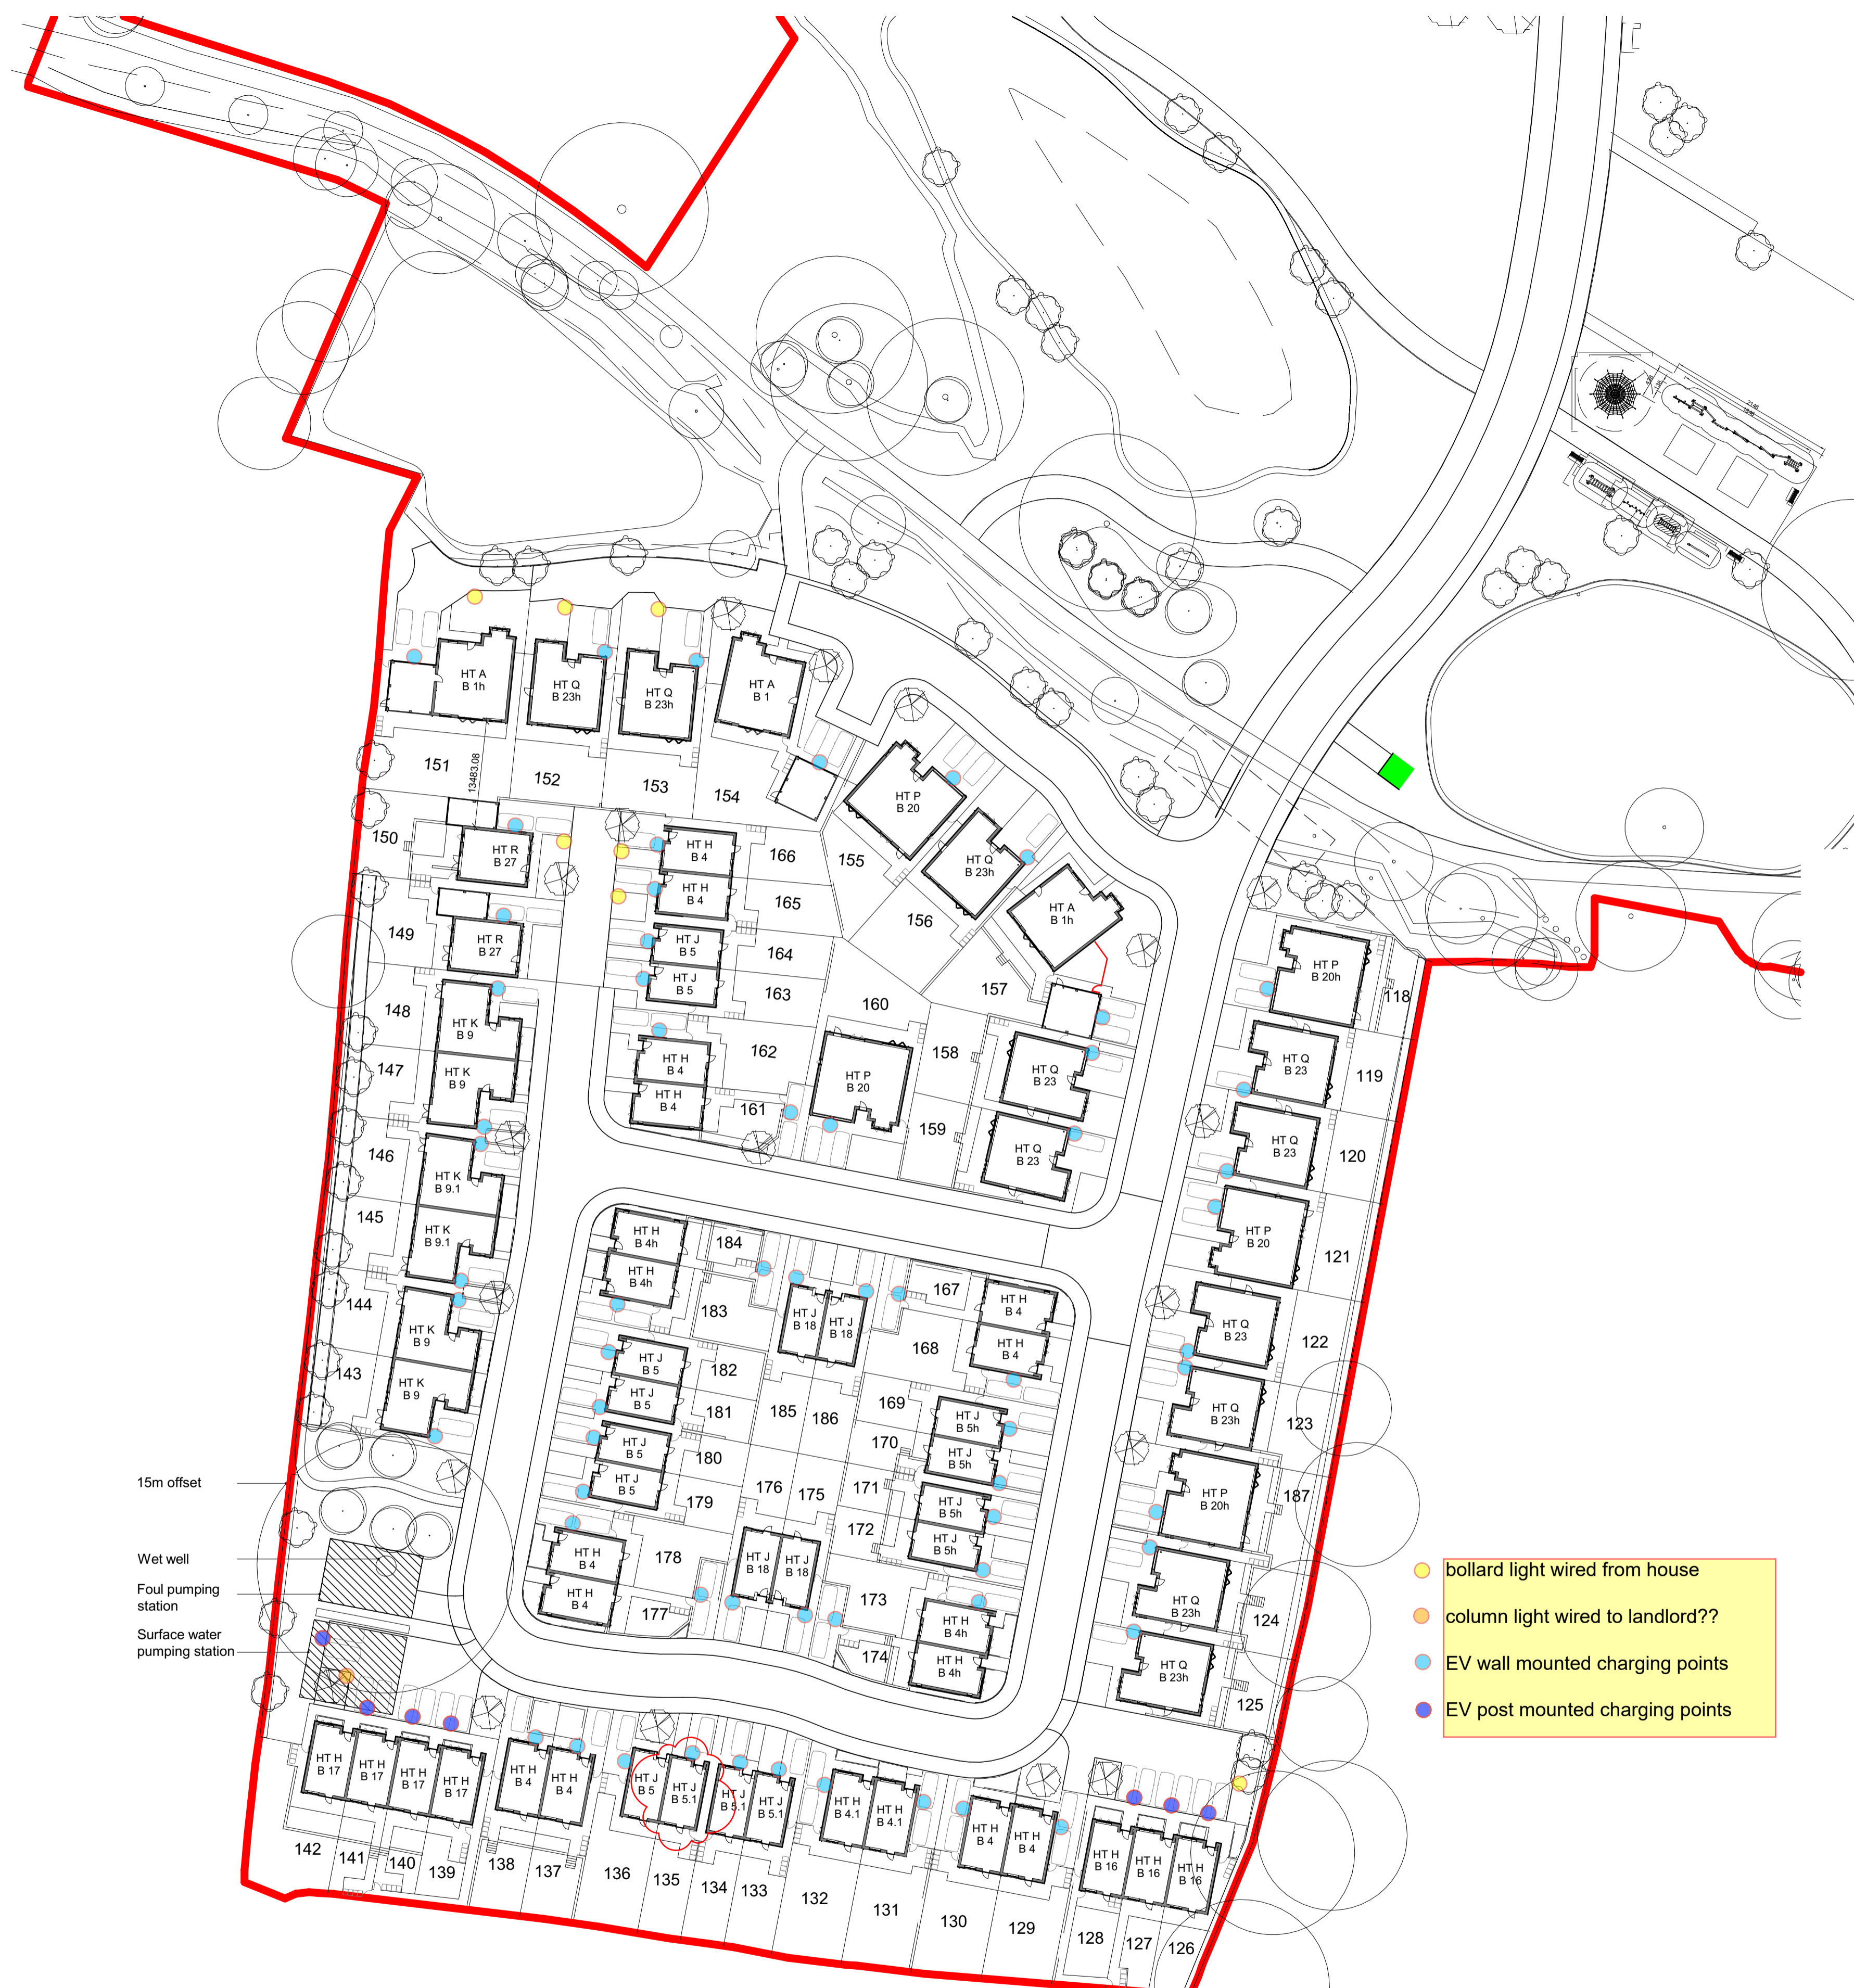 2146
1846
HT A
B 1h
HT Q
B 23h
HT Q
B 23h
HT A
B 1
151
13483.08
152
153
154
HT P
B 20
HT Q
B 23h
HT A
B 1h
150
HT R
B 27
HT H
B 4
166
155
HT H
B 4
165
156
149
HT R
B 27
HT J
B 5
164
HT J
B 5
163
157
160
HT P
B 20h
118
148
HT K
B 9
147
HT K
B 9
HT H
B 4
162
HT H
B 4
161
HT P
B 20
158
HT Q
B 23
159
HT Q
B 23
HT Q
B 23
119
HT Q
B 23
120
146
HT K
B 9.1
145
HT K
B 9.1
HT H
B 4h
184
HT H
B 4h
183
HT J
B 18
HT J
B 18
167
HT H
B 4
168
HT H
B 4
HT P
B 20
121
144
HT K
B 9
143
HT K
B 9
HT J
B 5
182
HT J
B 5
181
185
186
169
HT J
B 5h
170
HT J
B 5h
HT Q
B 23
122
HT Q
B 23h
123
HT J
B 5
180
HT J
B 5
179
176
175
171
HT J
B 5h
172
HT J
B 5h
HT P
B 20h
187
15m offset
Wet well
Foul pumping
station
Surface water
pumping station
HT H
B 4
178
HT H
B 4
177
HT J
B 18
HT J
B 18
173
HT H
B 4h
174
HT H
B 4h
HT Q
B 23h
124
HT Q
B 23h
125
bollard light wired from house
column light wired to landlord??
EV wall mounted charging points
EV post mounted charging points
HT H
B 17
HT H
B 17
HT H
B 17
HT H
B 17
HT H
B 4
HT H
B 4
HT J
B 5
HT J
B 5.1
HT J
B 5.1
HT J
B 5.1
HT H
B 4.1
HT H
B 4.1
HT H
B 4
HT H
B 4
HT H
B 16
HT H
B 16
HT H
B 16
142
141
140
139
138
137
136
135
134
133
132
131
130
129
128
127
126